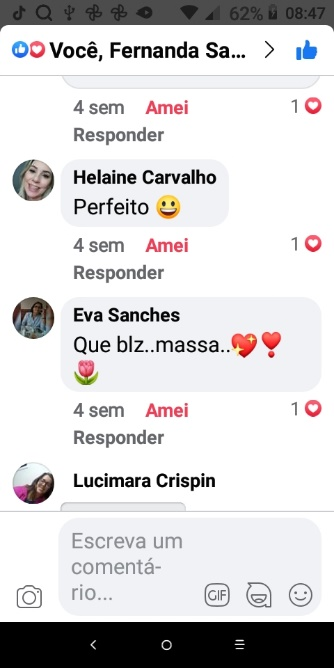 62% 08:47
Você, Fernanda Sa...
4 sem Amei 1
Responder
Helaine Carvalho
Perfeito 😃
4 sem Amei 1
Responder
Eva Sanches
Que blz..massa..💖❣️
🌷
4 sem Amei 1
Responder
Lucimara Crispin
Escreva um
comentá-
rio...
GIF